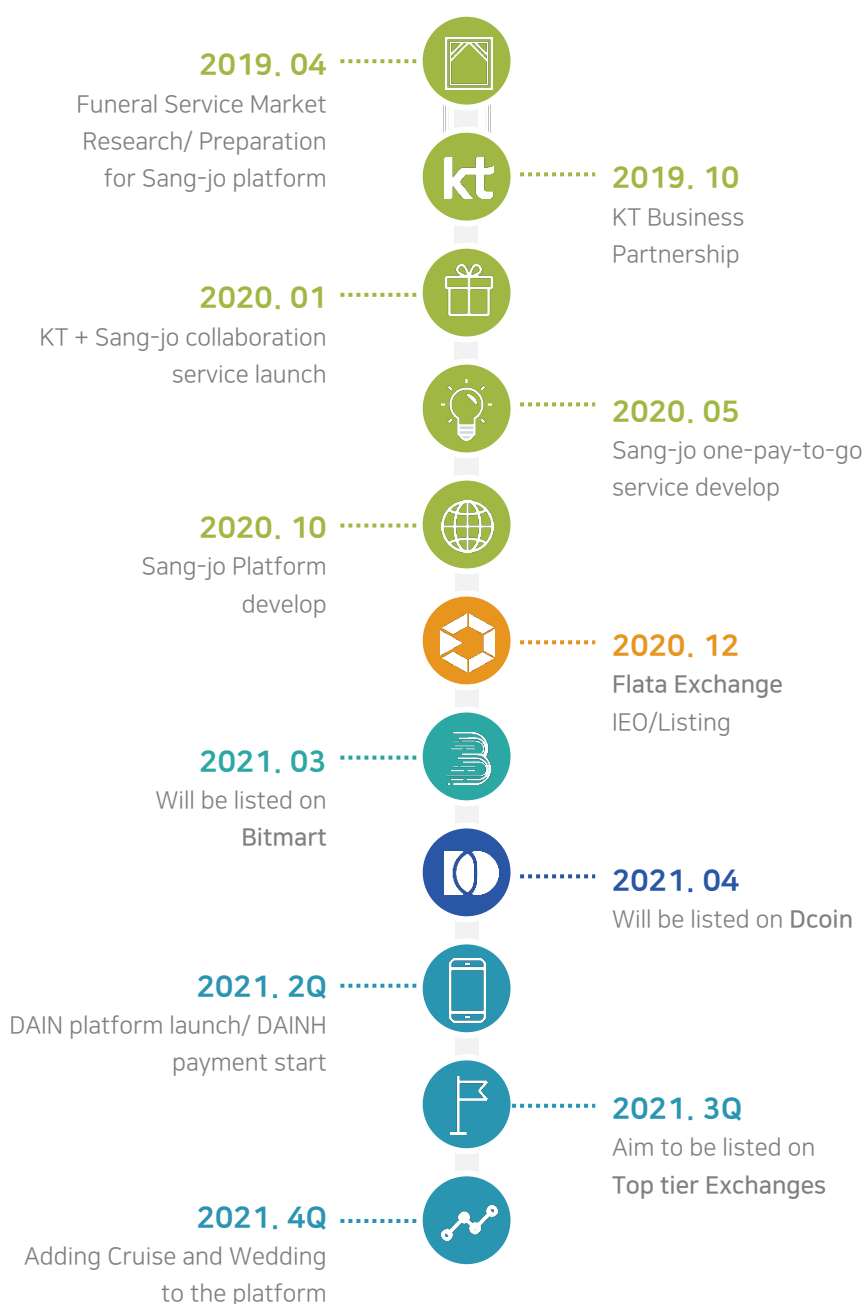 2019. 04
Funeral Service Market
Research/ Preparation
for Sang-jo platform
kt
2019. 10
KT Business
Partnership
2020. 01
KT + Sang-jo collaboration
service launch
2020. 05
Sang-jo one-pay-to-go
service develop
2020. 10
Sang-jo Platform
develop
2020. 12
Flata Exchange
IEO/Listing
2021. 03
Will be listed on
Bitmart
2021. 04
Will be listed on Dcoin
2021. 2Q
DAIN platform launch/ DAINH
payment start
2021. 3Q
Aim to be listed on
Top tier Exchanges
2021. 4Q
Adding Cruise and Wedding
to the platform